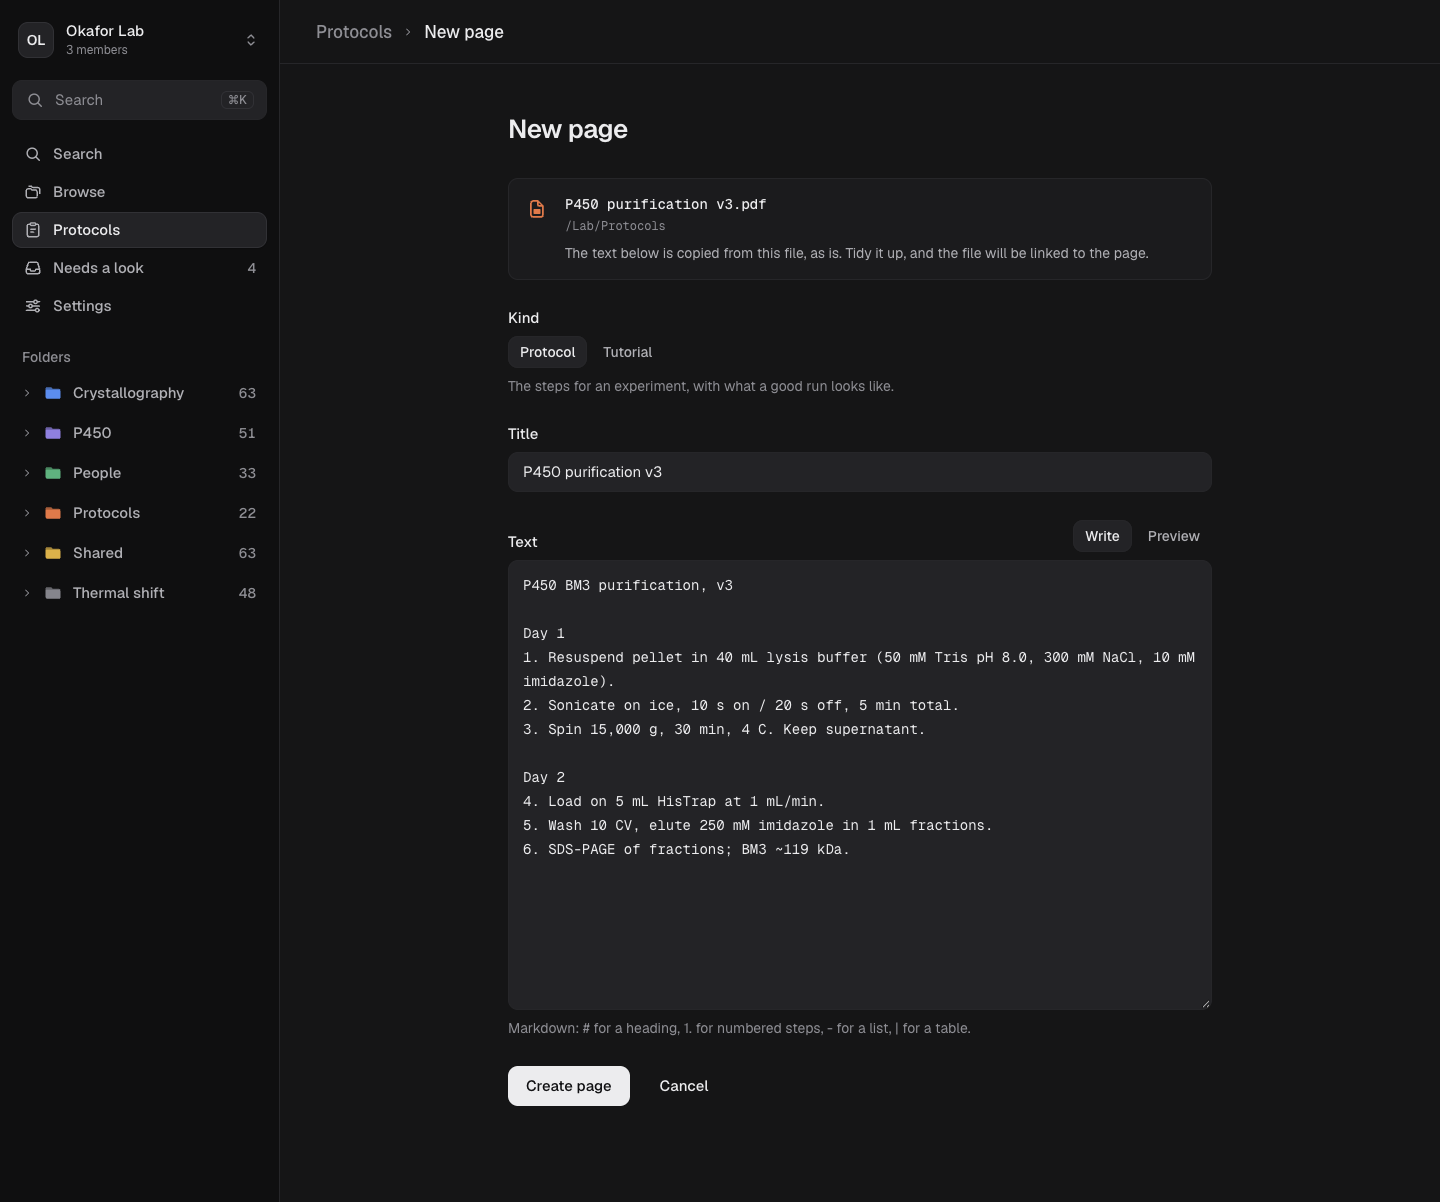 OL
Okafor Lab
3 members
Search
⌘K
Search
Browse
Protocols
Needs a look 4
Settings
Folders
Crystallography 63
P450 51
People 33
Protocols 22
Shared 63
Thermal shift 48
Protocols › New page
New page
P450 purification v3.pdf
/Lab/Protocols
The text below is copied from this file, as is. Tidy it up, and the file will be linked to the page.
Kind
Protocol Tutorial
The steps for an experiment, with what a good run looks like.
Title
P450 purification v3
Text
Write Preview
P450 BM3 purification, v3
Day 1
1. Resuspend pellet in 40 mL lysis buffer (50 mM Tris pH 8.0, 300 mM NaCl, 10 mM
imidazole).
2. Sonicate on ice, 10 s on / 20 s off, 5 min total.
3. Spin 15,000 g, 30 min, 4 C. Keep supernatant.
Day 2
4. Load on 5 mL HisTrap at 1 mL/min.
5. Wash 10 CV, elute 250 mM imidazole in 1 mL fractions.
6. SDS-PAGE of fractions; BM3 ~119 kDa.
Markdown: # for a heading, 1. for numbered steps, - for a list, | for a table.
Create page Cancel